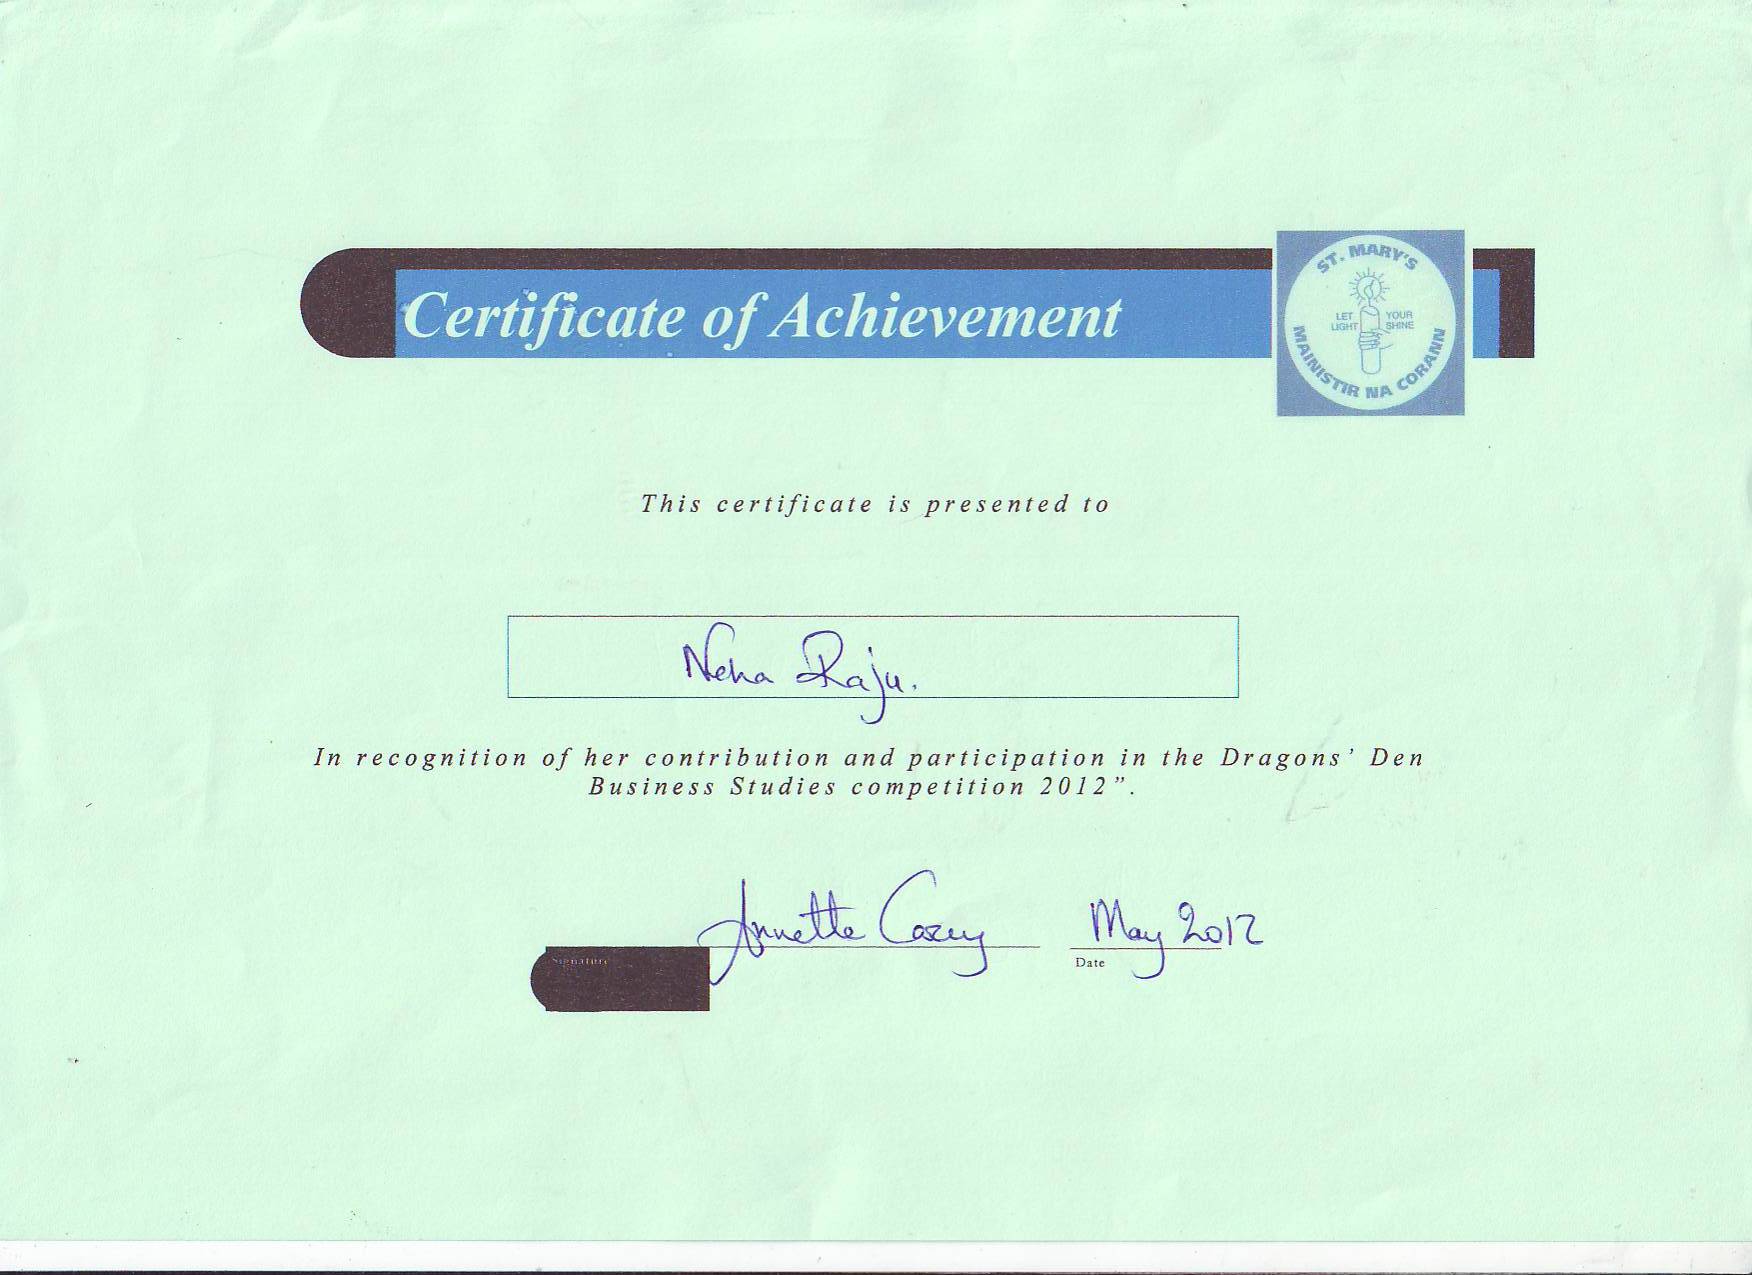 Certificate of Achievement
ST. MARY'S
LET YOUR
LIGHT SHINE
MAINISTIR NA CORANN
This certificate is presented to
Neha Raju.
In recognition of her contribution and participation in the Dragons' Den
Business Studies competition 2012”.
Annette Casey May 2012
Signature Date